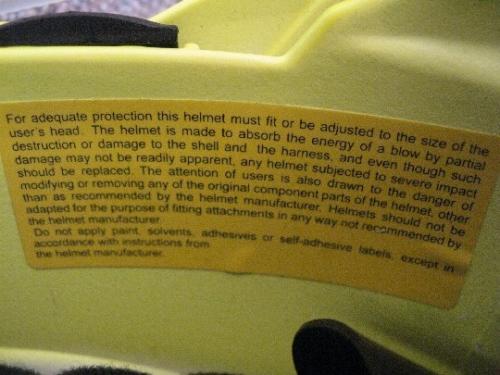 For adequate protection this helmet must fit or be adjusted to the size of the
user's head. The helmet is made to absorb the energy of a blow by partial
destruction or damage to the shell and the harness, and even though such
damage may not be readily apparent, any helmet subjected to severe impact
should be replaced. The attention of users is also drawn to the danger of
modifying or removing any of the original component parts of the helmet, other
than as recommended by the helmet manufacturer. Helmets should not be
adapted for the purpose of fitting attachments in any way not recommended by
the helmet manufacturer.
Do not apply paint, solvents, adhesives or self-adhesive labels, except in
accordance with instructions from
the helmet manufacturer.